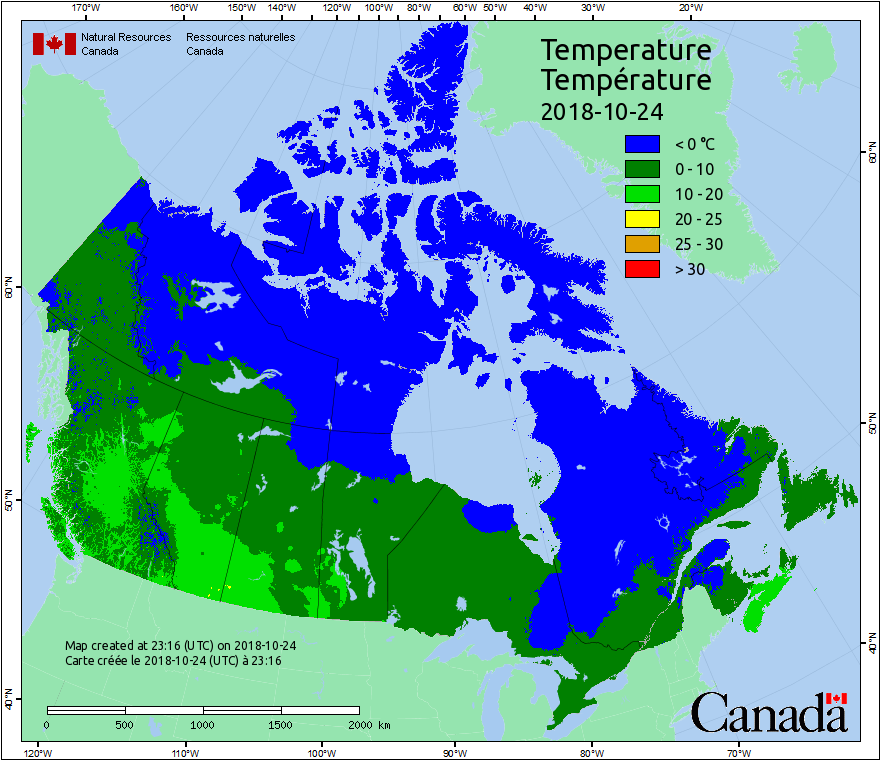 170°W 160°W 150°W 140°W 130°W 120°W 110°W 100°W 90°W 80°W 60°W 50°W 40°W 30°W 20°W
Natural Resources Ressources naturelles
Canada Canada
Temperature
Température
2018-10-24
< 0 °C
0 - 10
10 - 20
20 - 25
25 - 30
> 30
60°N
60°N
50°N
50°N
40°N
40°N
Map created at 23:16 (UTC) on 2018-10-24
Carte créée le 2018-10-24 (UTC) à 23:16
0 500 1000 1500 2000 km
Canada
120°W 110°W 100°W 90°W 80°W 70°W